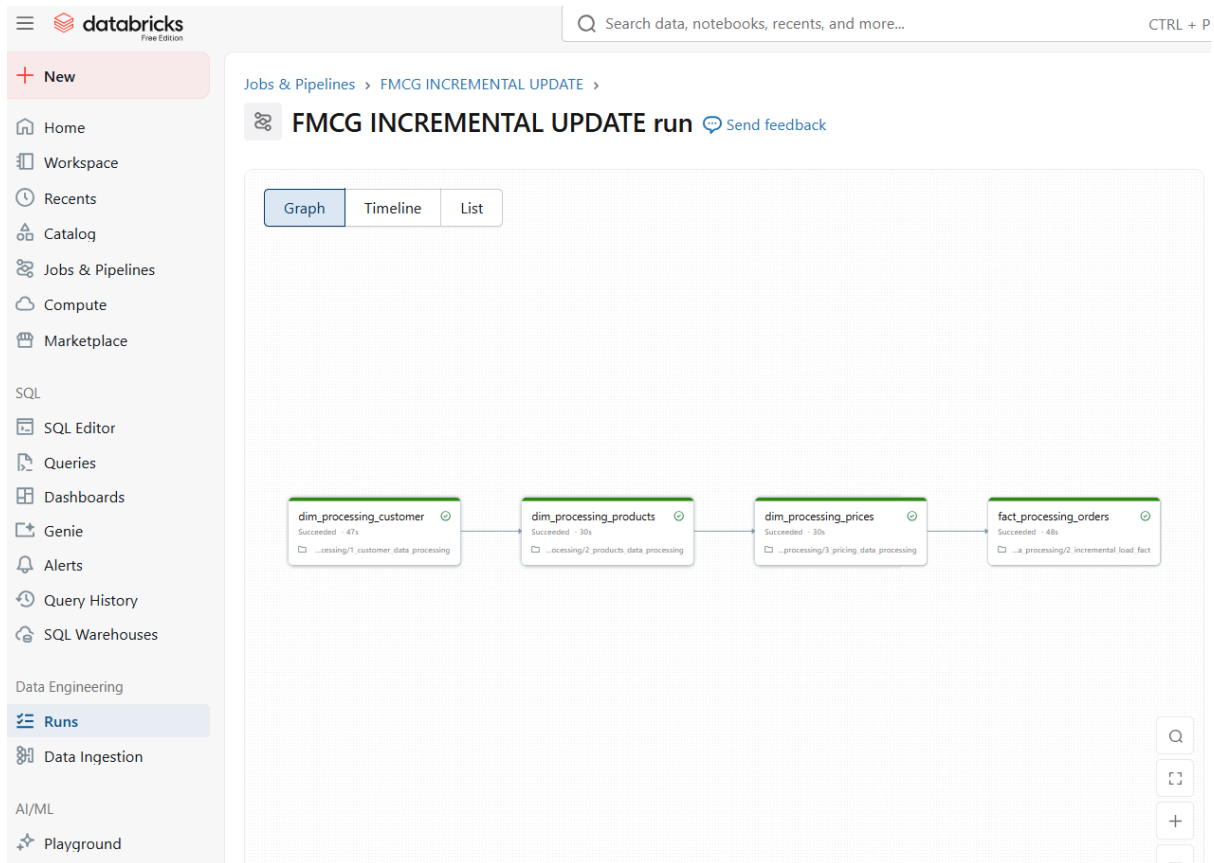 databricks
Free Edition
Search data, notebooks, recents, and more...
CTRL + P
New
Home
Workspace
Recents
Catalog
Jobs & Pipelines
Compute
Marketplace
SQL
SQL Editor
Queries
Dashboards
Genie
Alerts
Query History
SQL Warehouses
Data Engineering
Runs
Data Ingestion
AI/ML
Playground
Jobs & Pipelines › FMCG INCREMENTAL UPDATE ›
FMCG INCREMENTAL UPDATE run
Send feedback
Graph
Timeline
List
dim_processing_customer
Succeeded · 47s
...cessing/1_customer_data_processing
dim_processing_products
Succeeded · 30s
...ocessing/2_products_data_processing
dim_processing_prices
Succeeded · 30s
...processing/3_pricing_data_processing
fact_processing_orders
Succeeded · 48s
...a_processing/2_incremental_load_fact